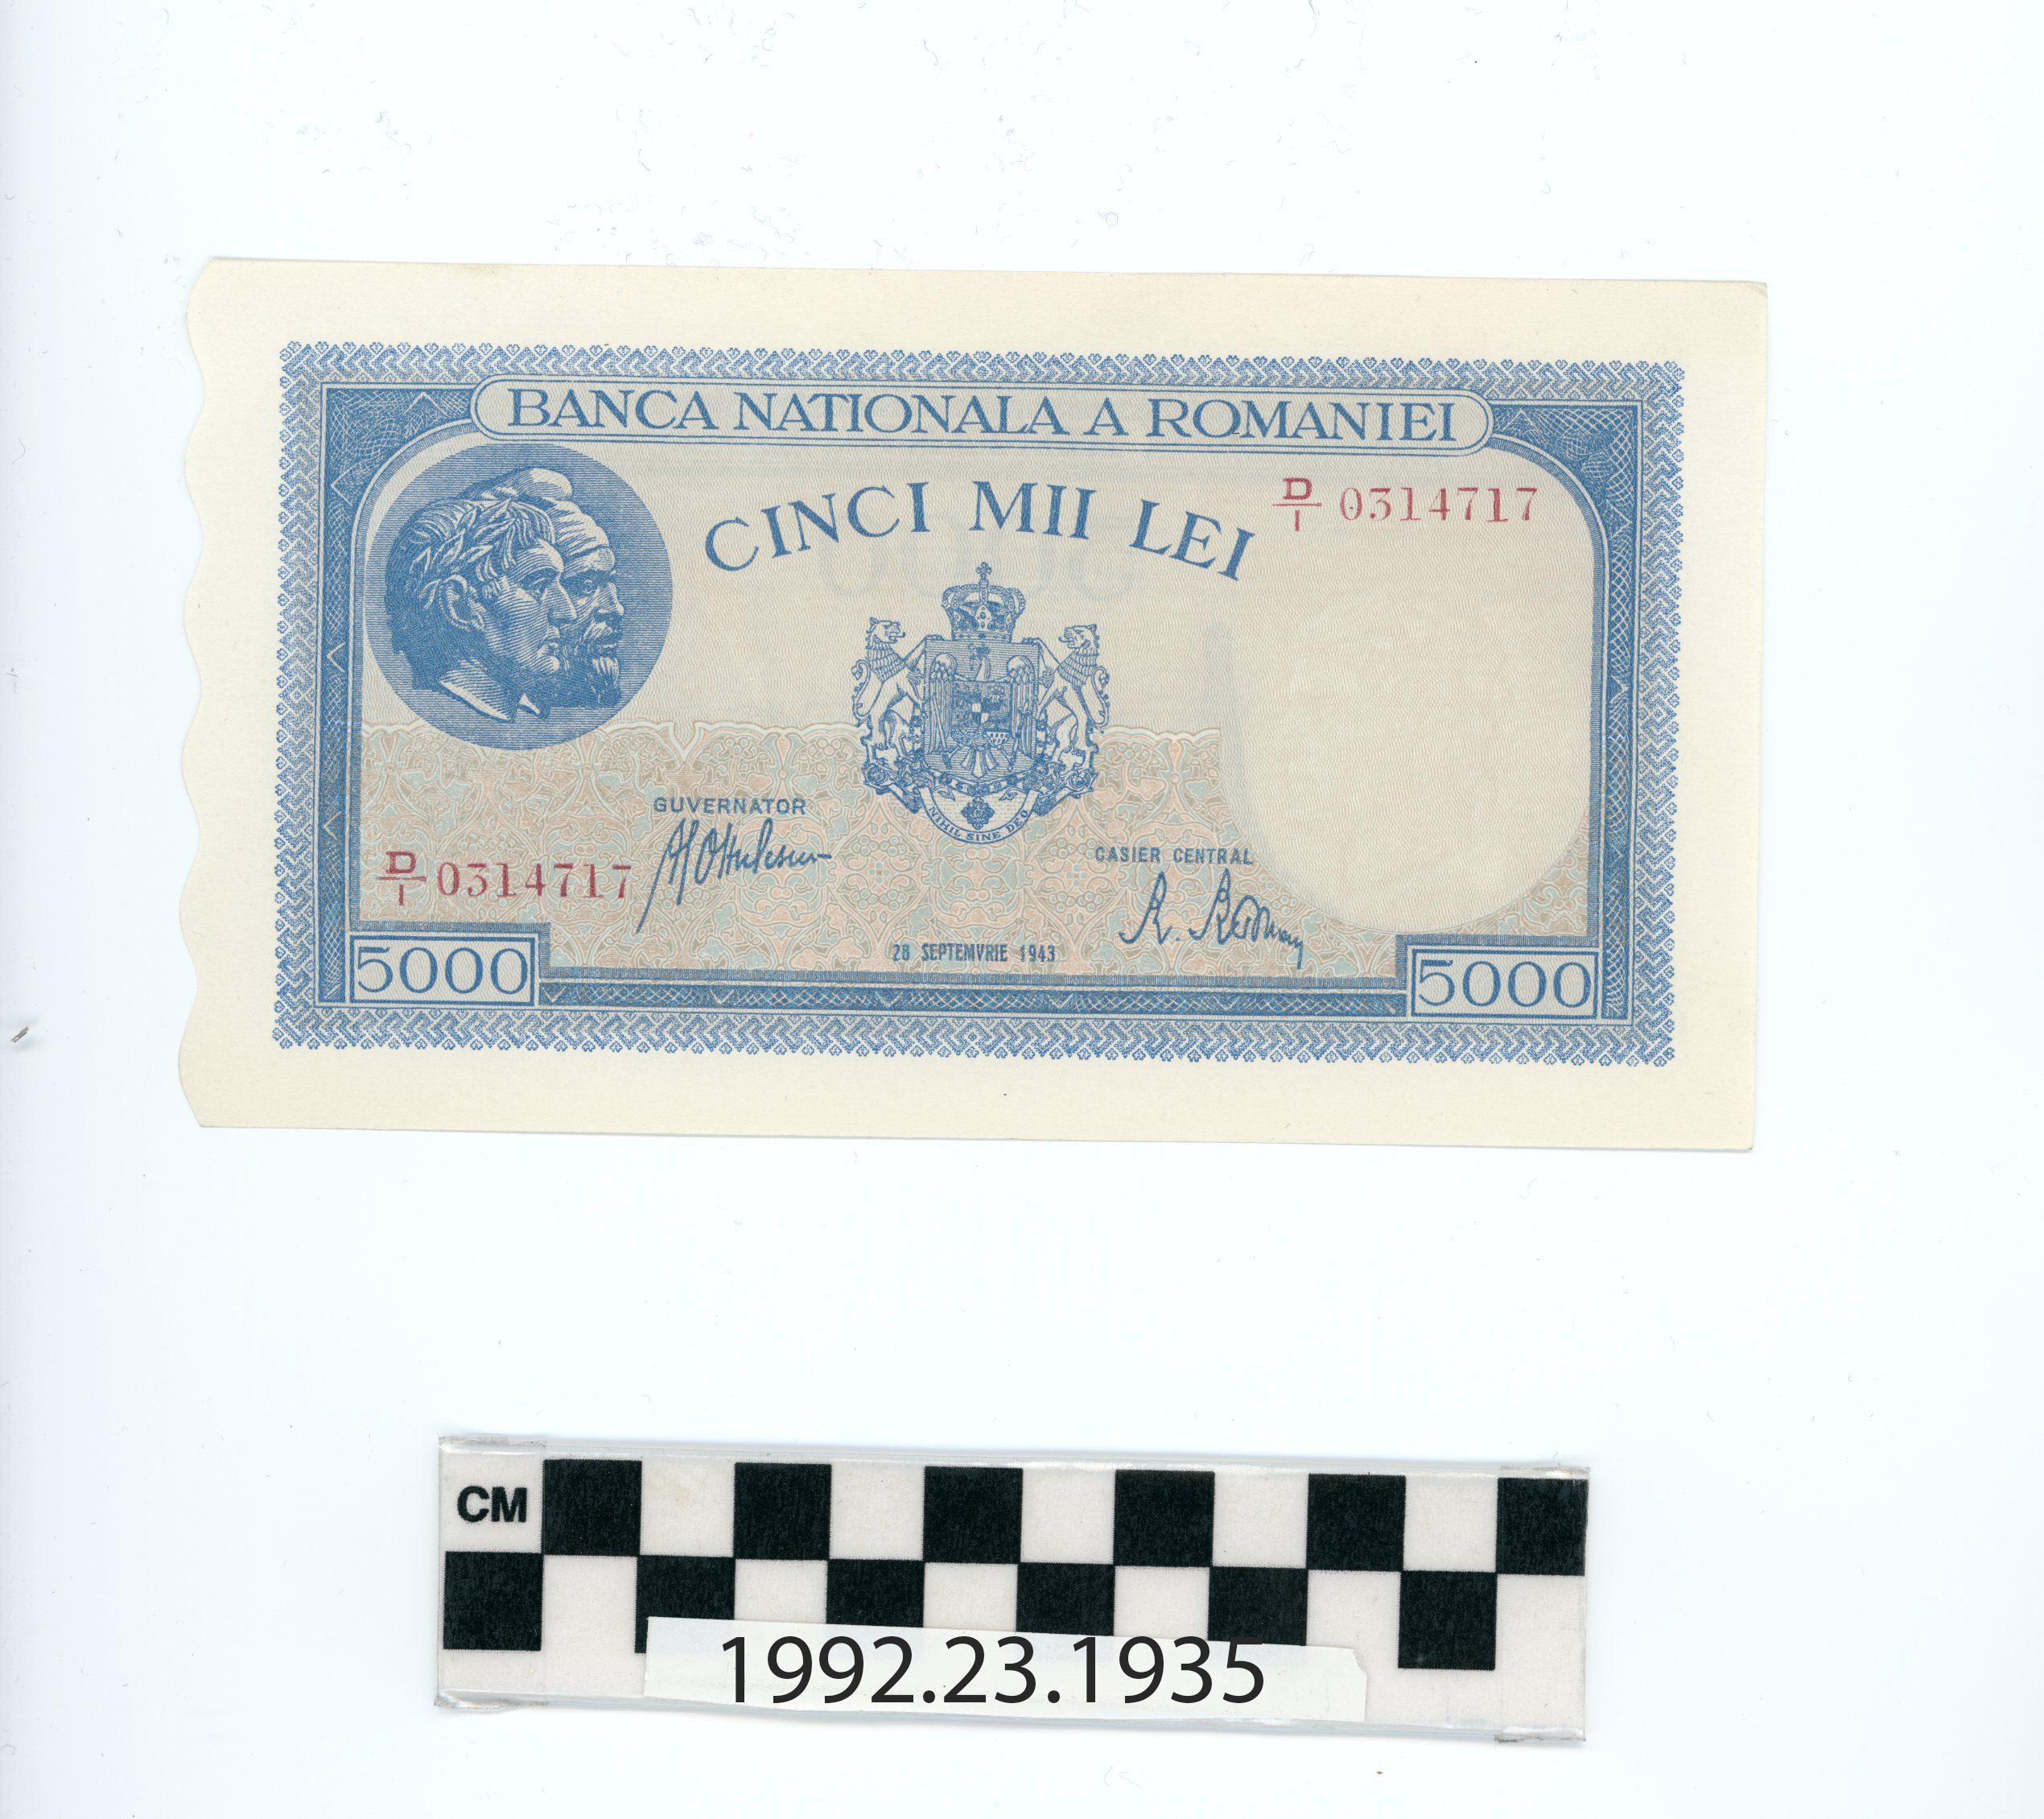 BANCA NATIONALA A ROMANIEI
CINCI MII LEI
D/I 0314717
NIHIL SINE DEO
GUVERNATOR
CASIER CENTRAL
D/I 0314717
28 SEPTEMVRIE 1943
5000
5000
CM
1992.23.1935